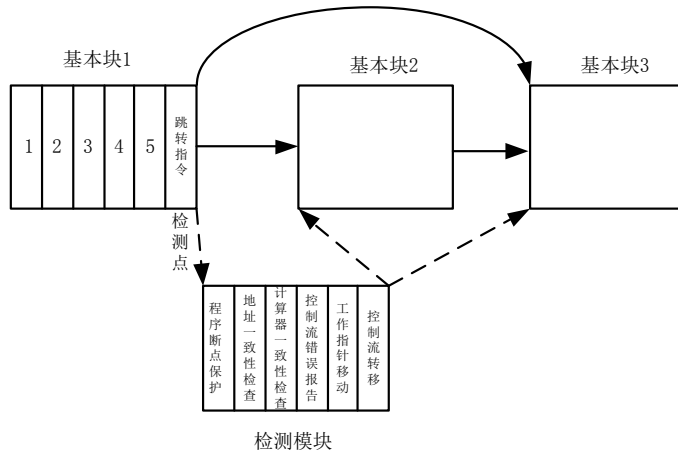 基本块1
基本块2
基本块3
1
2
3
4
5
跳转指令
检测点
程序断点保护
地址一致性检查
计算器一致性检查
控制流错误报告
工作指针移动
控制流转移
检测模块